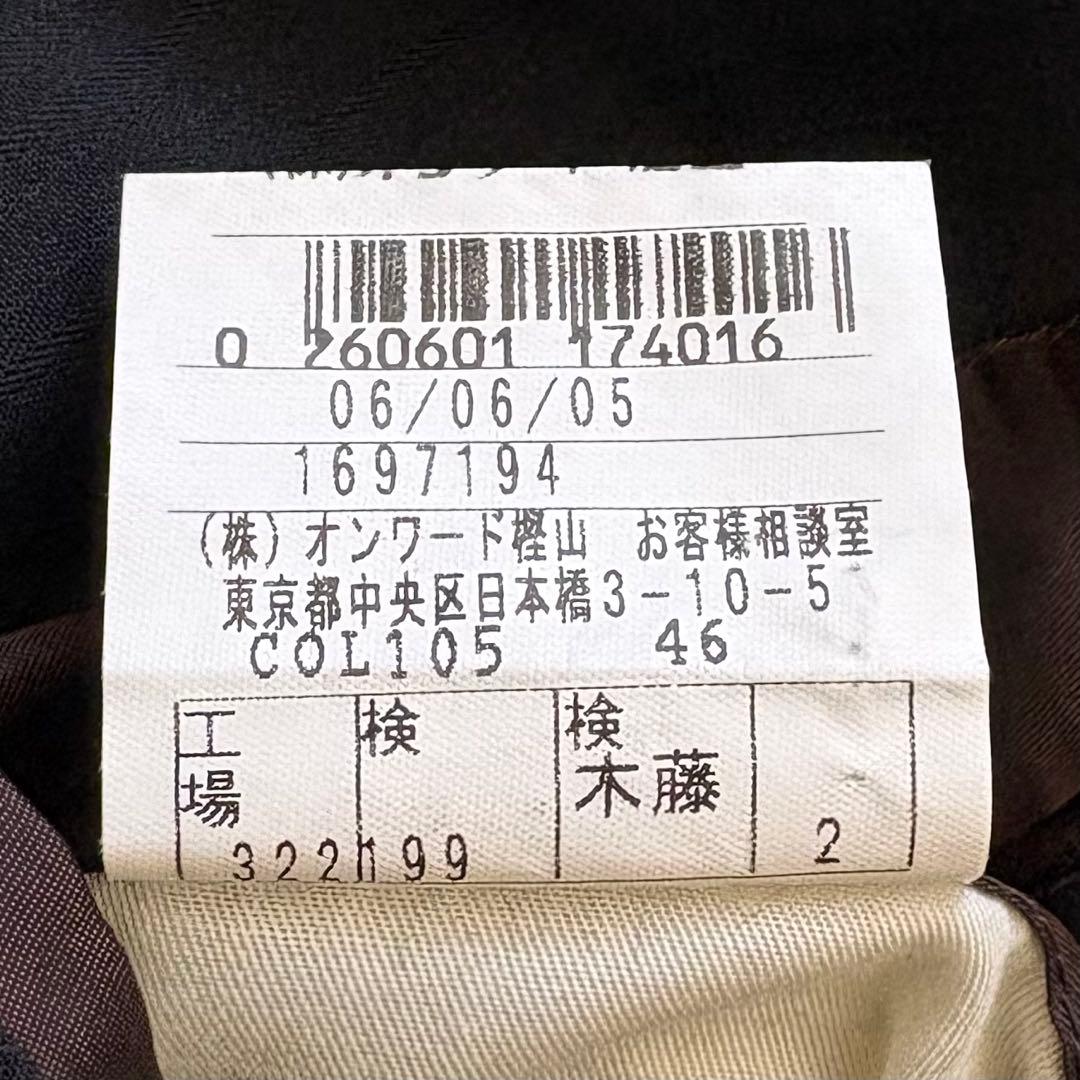 0 260601 174016
06/06/05
1697194
(株)オンワード樫山 お客様相談室
東京都中央区日本橋3-10-5
COL105 46
工場 検 検
木藤
322 199 2